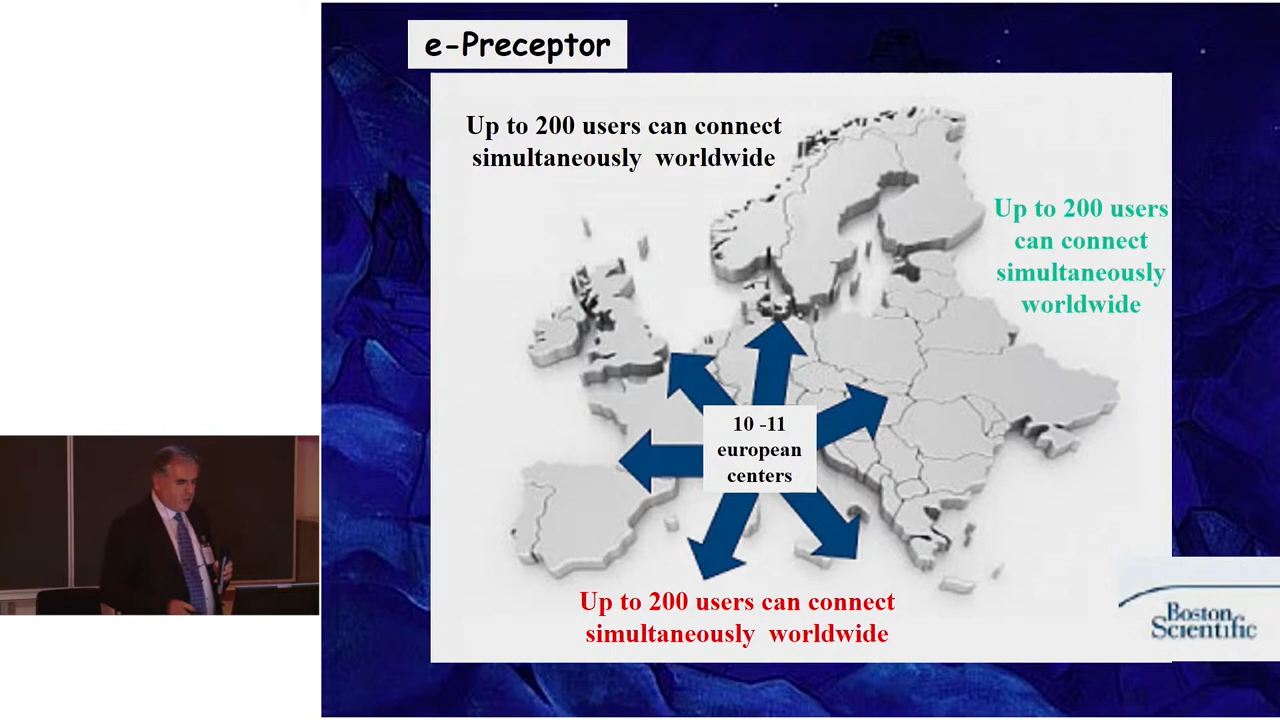 e-Preceptor
Up to 200 users can connect
simultaneously worldwide
Up to 200 users
can connect
simultaneously
worldwide
10 -11
european
centers
Up to 200 users can connect
simultaneously worldwide
Boston
Scientific